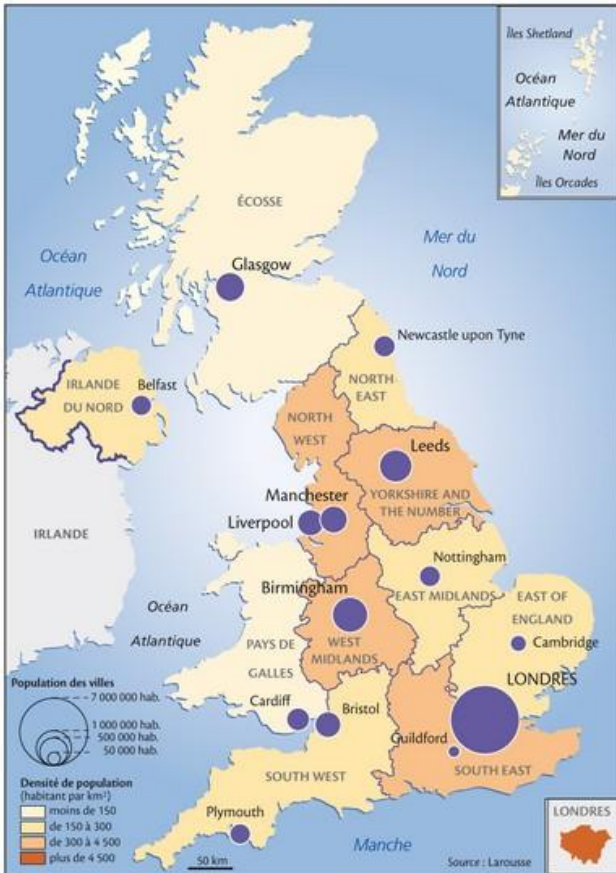 Îles Shetland
Océan
Atlantique
Mer du
Nord
Îles Orcades
ÉCOSSE
Océan
Atlantique
Mer du
Nord
Glasgow
Newcastle upon Tyne
NORTH-
EAST
IRLANDE
DU NORD
Belfast
NORTH
WEST
Leeds
YORKSHIRE AND
THE NUMBER
Manchester
Liverpool
IRLANDE
Nottingham
EAST MIDLANDS
Birmingham
WEST
MIDLANDS
EAST OF
ENGLAND
Cambridge
Océan
Atlantique
PAYS DE
GALLES
LONDRES
Cardiff
Bristol
Guildford
SOUTH EAST
SOUTH WEST
Plymouth
Manche
Population des villes
7 000 000 hab.
1 000 000 hab.
500 000 hab.
50 000 hab.
Densité de population
(habitant par km²)
moins de 150
de 150 à 300
de 300 à 4 500
plus de 4 500
50 km
Source : Larousse
LONDRES